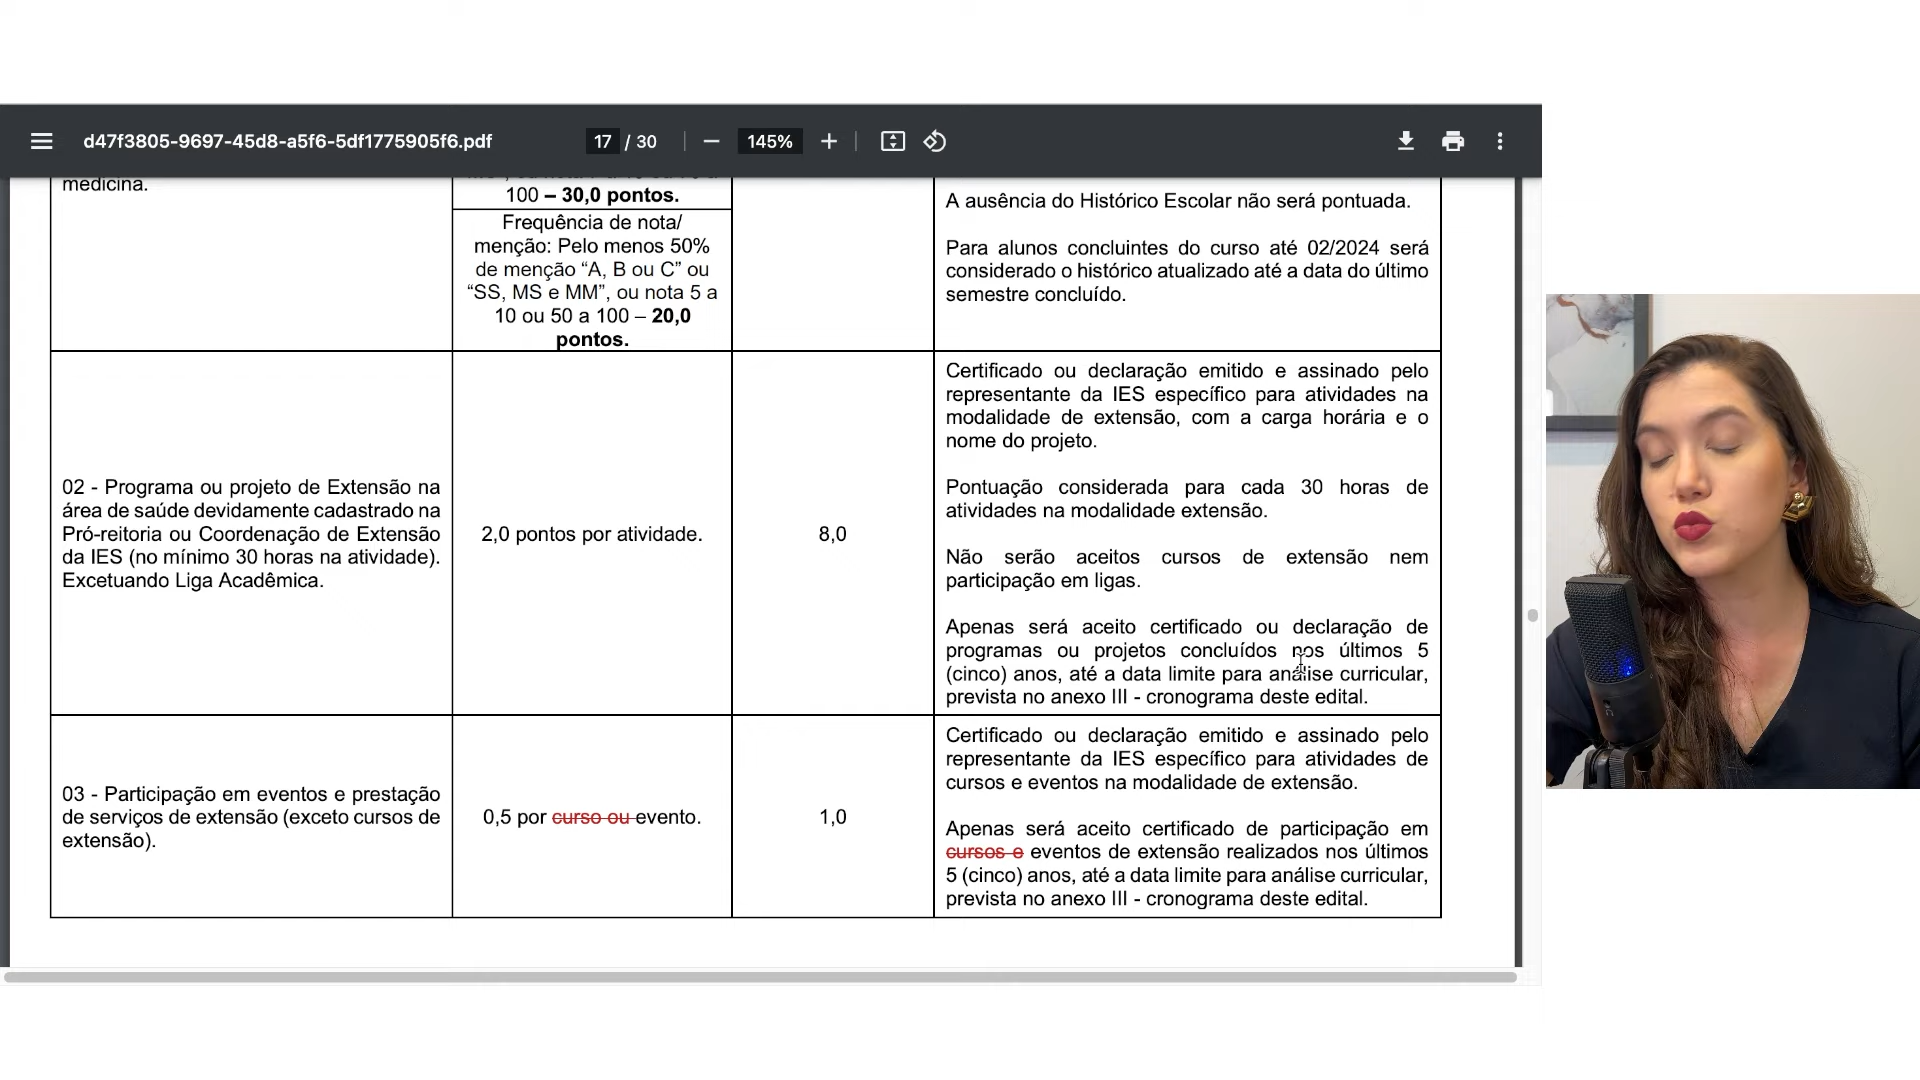 d47f3805-9697-45d8-a5f6-5df1775905f6.pdf
17 / 30
145%
medicina.
100 – 30,0 pontos.
Frequência de nota/
menção: Pelo menos 50%
de menção “A, B ou C” ou
“SS, MS e MM”, ou nota 5 a
10 ou 50 a 100 – 20,0
pontos.
A ausência do Histórico Escolar não será pontuada.
Para alunos concluintes do curso até 02/2024 será
considerado o histórico atualizado até a data do último
semestre concluído.
02 - Programa ou projeto de Extensão na
área de saúde devidamente cadastrado na
Pró-reitoria ou Coordenação de Extensão
da IES (no mínimo 30 horas na atividade).
Excetuando Liga Acadêmica.
2,0 pontos por atividade.
8,0
Certificado ou declaração emitido e assinado pelo
representante da IES específico para atividades na
modalidade de extensão, com a carga horária e o
nome do projeto.
Pontuação considerada para cada 30 horas de
atividades na modalidade extensão.
Não serão aceitos cursos de extensão nem
participação em ligas.
Apenas será aceito certificado ou declaração de
programas ou projetos concluídos nos últimos 5
(cinco) anos, até a data limite para análise curricular,
prevista no anexo III - cronograma deste edital.
03 - Participação em eventos e prestação
de serviços de extensão (exceto cursos de
extensão).
0,5 por curso ou evento.
1,0
Certificado ou declaração emitido e assinado pelo
representante da IES específico para atividades de
cursos e eventos na modalidade de extensão.
Apenas será aceito certificado de participação em
cursos e eventos de extensão realizados nos últimos
5 (cinco) anos, até a data limite para análise curricular,
prevista no anexo III - cronograma deste edital.